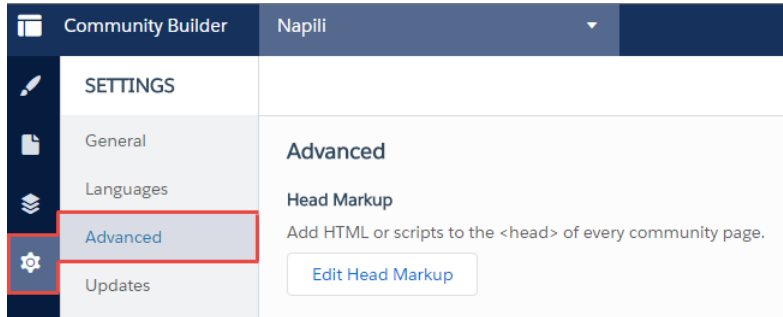 Community Builder
Napili
SETTINGS
General
Languages
Advanced
Updates
Advanced
Head Markup
Add HTML or scripts to the <head> of every community page.
Edit Head Markup